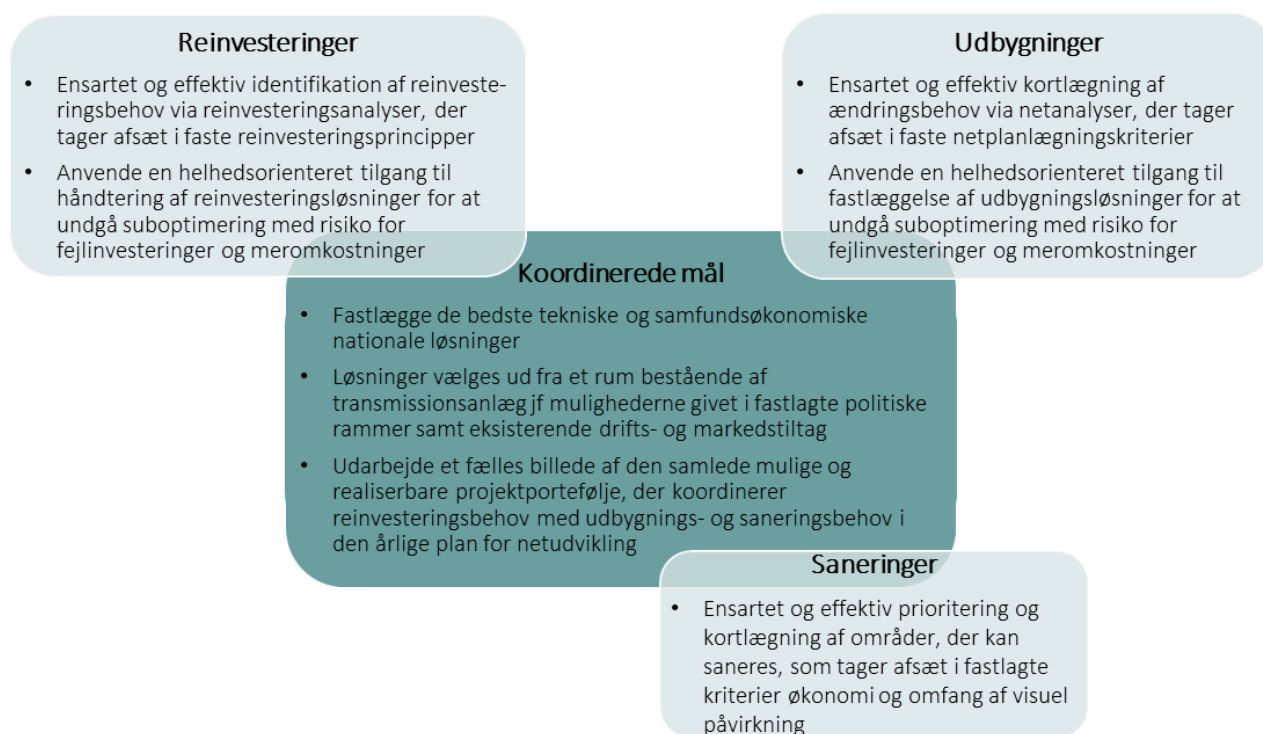 Reinvesteringer
• Ensartet og effektiv identifikation af reinveste-
ringsbehov via reinvesteringsanalyser, der
tager afsæt i faste reinvesteringsprincipper
• Anvende en helhedsorienteret tilgang til
håndtering af reinvesteringsløsninger for at
undgå suboptimering med risiko for
fejlinvesteringer og meromkostninger
Udbygninger
• Ensartet og effektiv kortlægning af
ændringsbehov via netanalyser, der tager
afsæt i faste netplanlægningskriterier
• Anvende en helhedsorienteret tilgang til
fastlæggelse af udbygningsløsninger for at
undgå suboptimering med risiko for
fejlinvesteringer og meromkostninger
Koordinerede mål
• Fastlægge de bedste tekniske og samfundsøkonomiske
nationale løsninger
• Løsninger vælges ud fra et rum bestående af
transmissionsanlæg jf mulighederne givet i fastlagte politiske
rammer samt eksisterende drifts- og markedstiltag
• Udarbejde et fælles billede af den samlede mulige og
realiserbare projektportefølje, der koordinerer
reinvesteringsbehov med udbygnings- og saneringsbehov i
den årlige plan for netudvikling
Saneringer
• Ensartet og effektiv prioritering og
kortlægning af områder, der kan
saneres, som tager afsæt i fastlagte
kriterier økonomi og omfang af visuel
påvirkning